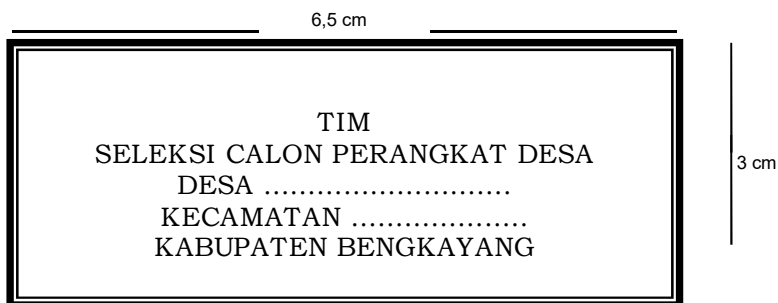 6,5 cm
TIM
SELEKSI CALON PERANGKAT DESA
DESA ............................
KECAMATAN ....................
KABUPATEN BENGKAYANG
3 cm